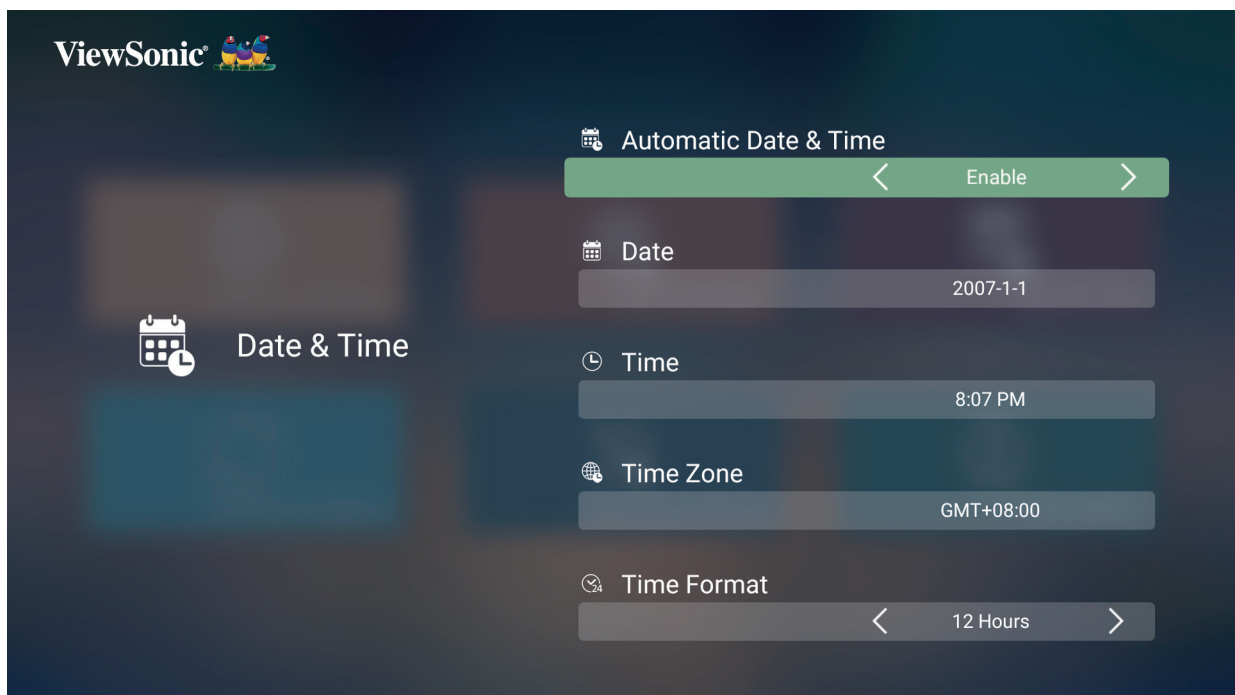 ViewSonic®
Automatic Date & Time
Enable
Date
2007-1-1
Date & Time
Time
8:07 PM
Time Zone
GMT+08:00
24
Time Format
12 Hours